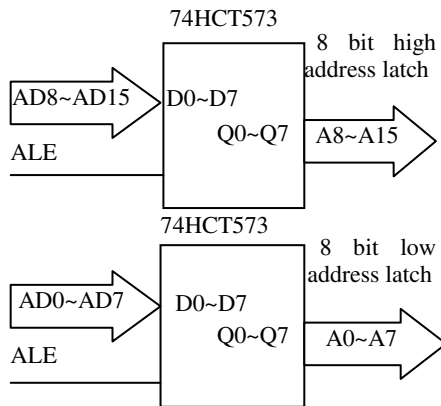 74HCT573
8 bit high
address latch
AD8~AD15
D0~D7
Q0~Q7
A8~A15
ALE
74HCT573
8 bit low
address latch
AD0~AD7
D0~D7
Q0~Q7
A0~A7
ALE